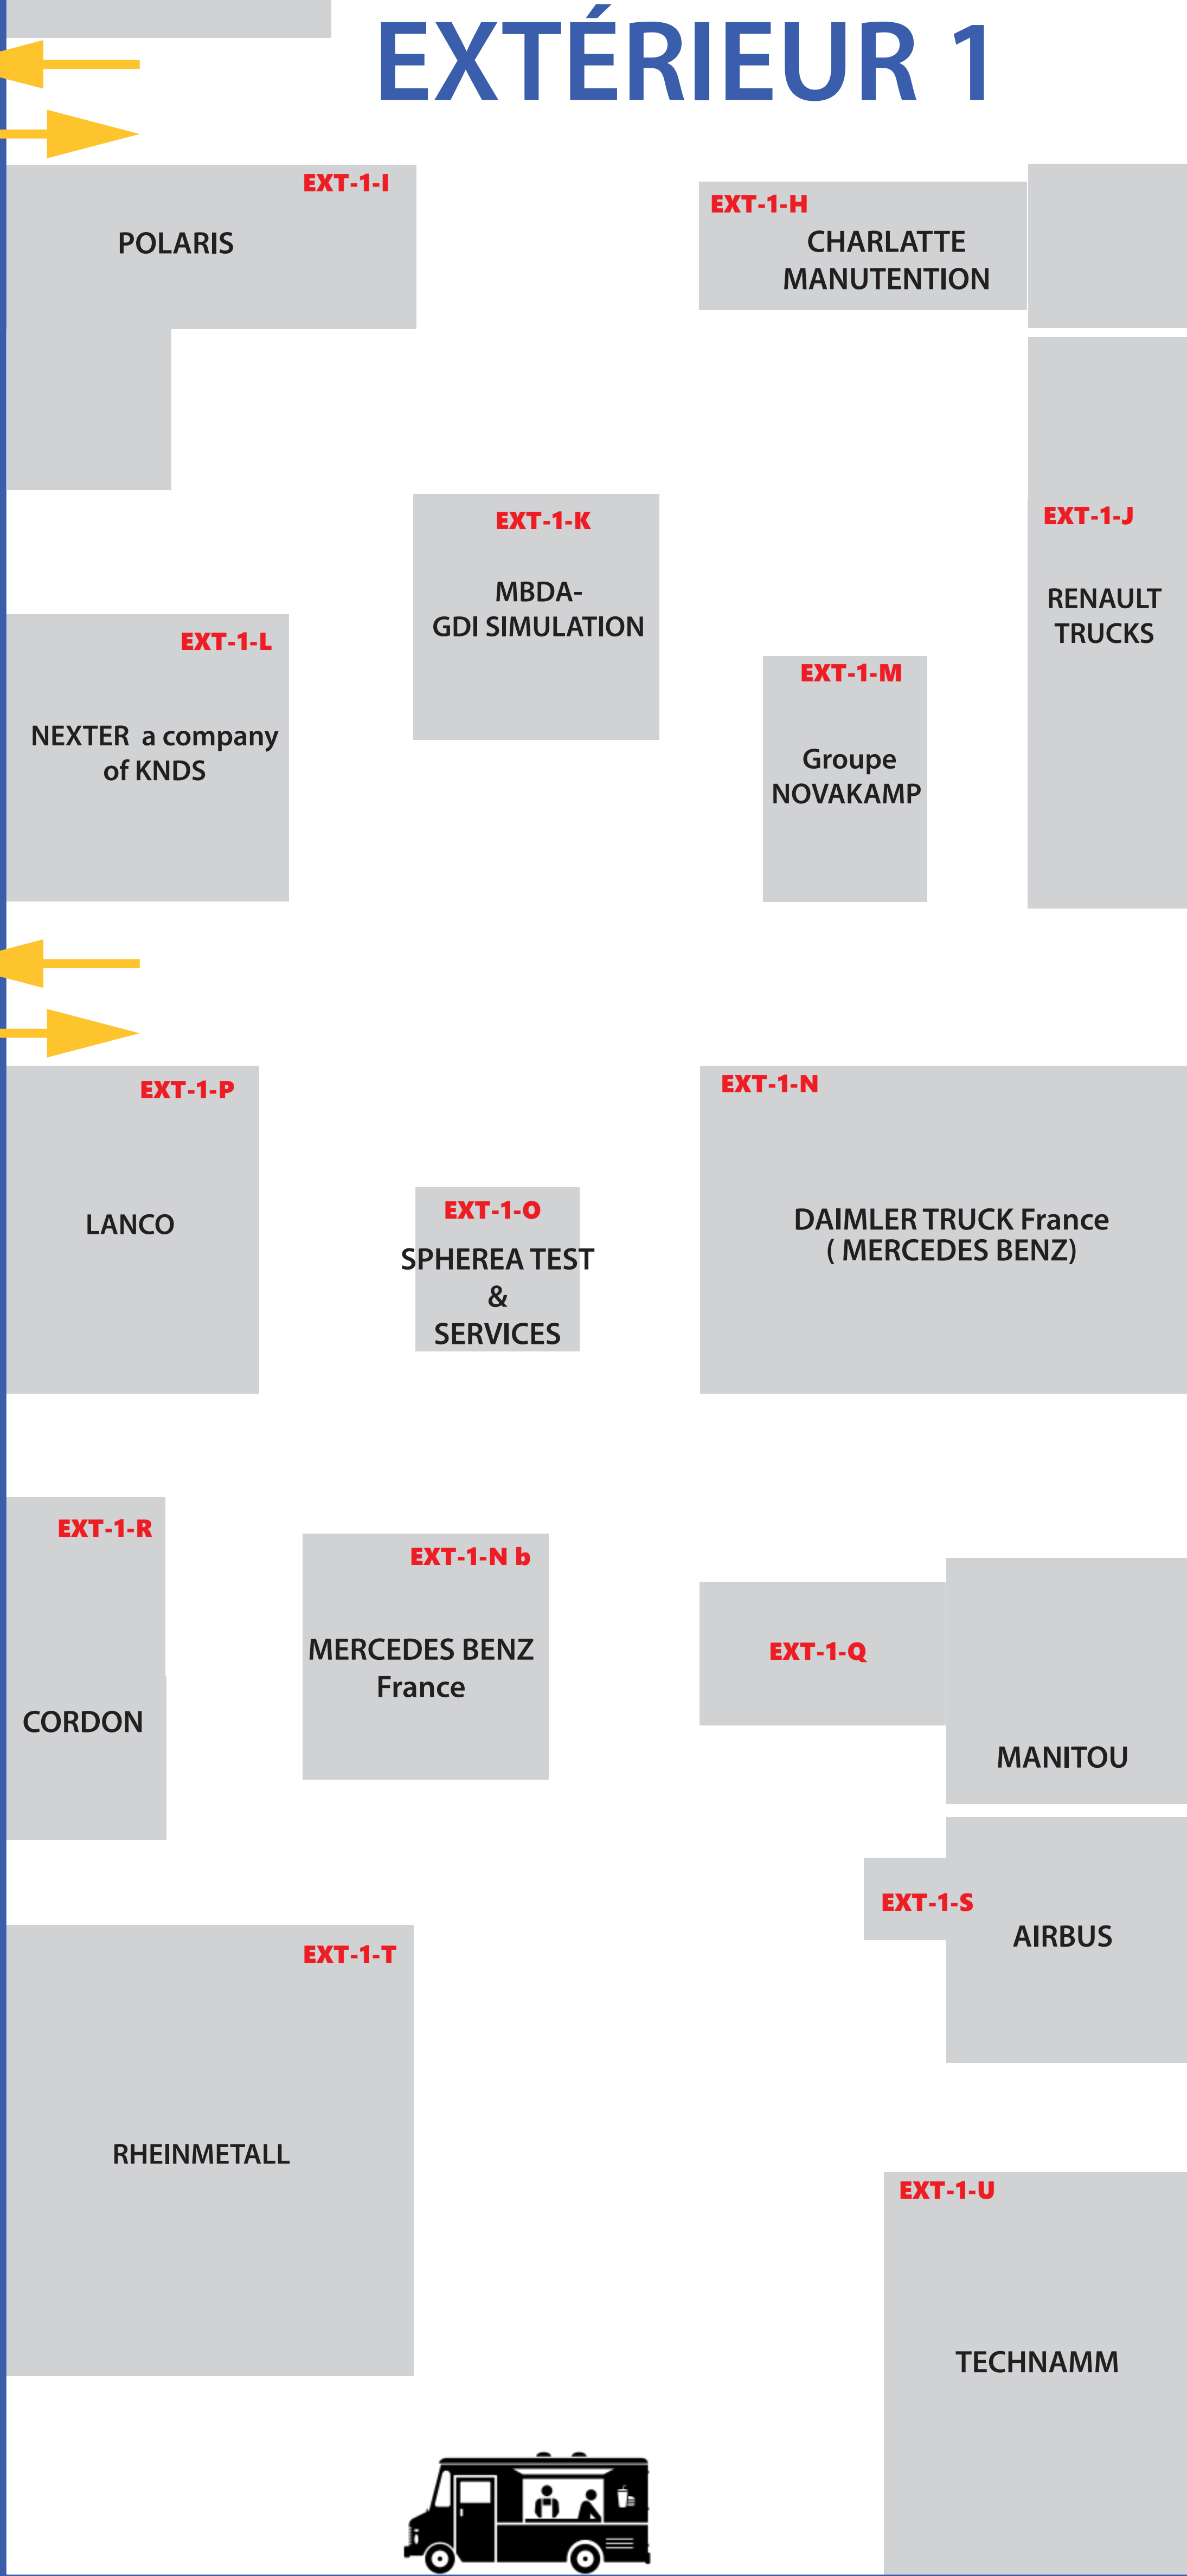 EXTÉRIEUR 1
EXT-1-I
POLARIS
EXT-1-H
CHARLATTE
MANUTENTION
EXT-1-K
MBDA-
GDI SIMULATION
EXT-1-J
RENAULT
TRUCKS
EXT-1-L
NEXTER a company
of KNDS
EXT-1-M
Groupe
NOVAKAMP
EXT-1-P
LANCO
EXT-1-N
DAIMLER TRUCK France
( MERCEDES BENZ)
EXT-1-O
SPHEREA TEST
&
SERVICES
EXT-1-R
CORDON
EXT-1-N b
MERCEDES BENZ
France
EXT-1-Q
MANITOU
EXT-1-S
AIRBUS
EXT-1-T
RHEINMETALL
EXT-1-U
TECHNAMM